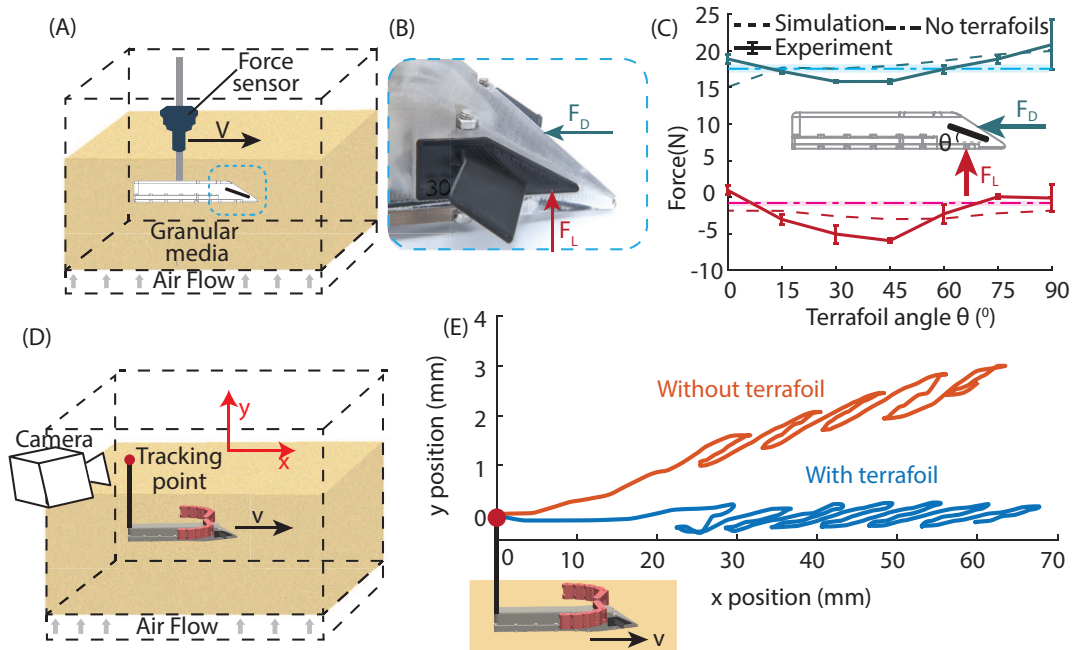 (A)
Force
sensor
V
Granular
media
Air Flow
(B)
F_D
30
F_L
(C)
Simulation
No terrafoils
Experiment
25
20
15
10
5
0
-5
-10
Force(N)
θ
F_D
F_L
0 15 30 45 60 75 90
Terrafoil angle θ (⁰)
(D)
Camera
Tracking
point
y
x
v
Air Flow
(E)
4
3
2
1
0
y position (mm)
Without terrafoil
With terrafoil
0 10 20 30 40 50 60 70
x position (mm)
v